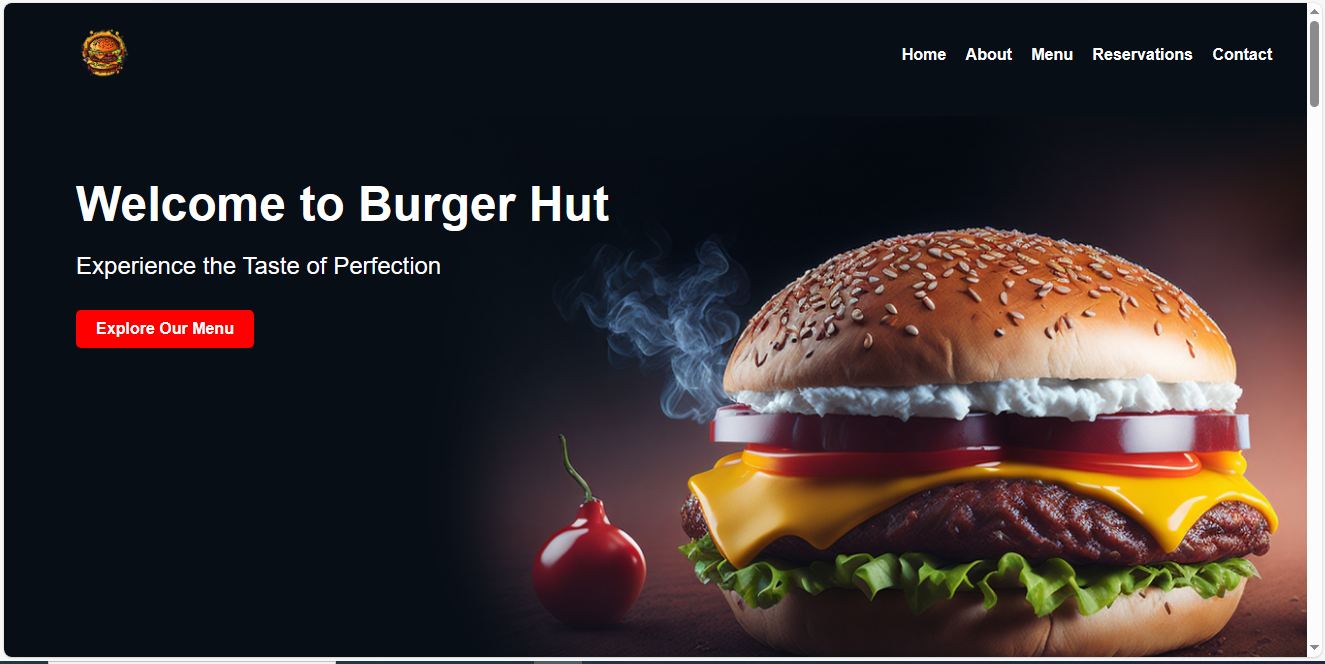 Home About Menu Reservations Contact
Welcome to Burger Hut
Experience the Taste of Perfection
Explore Our Menu